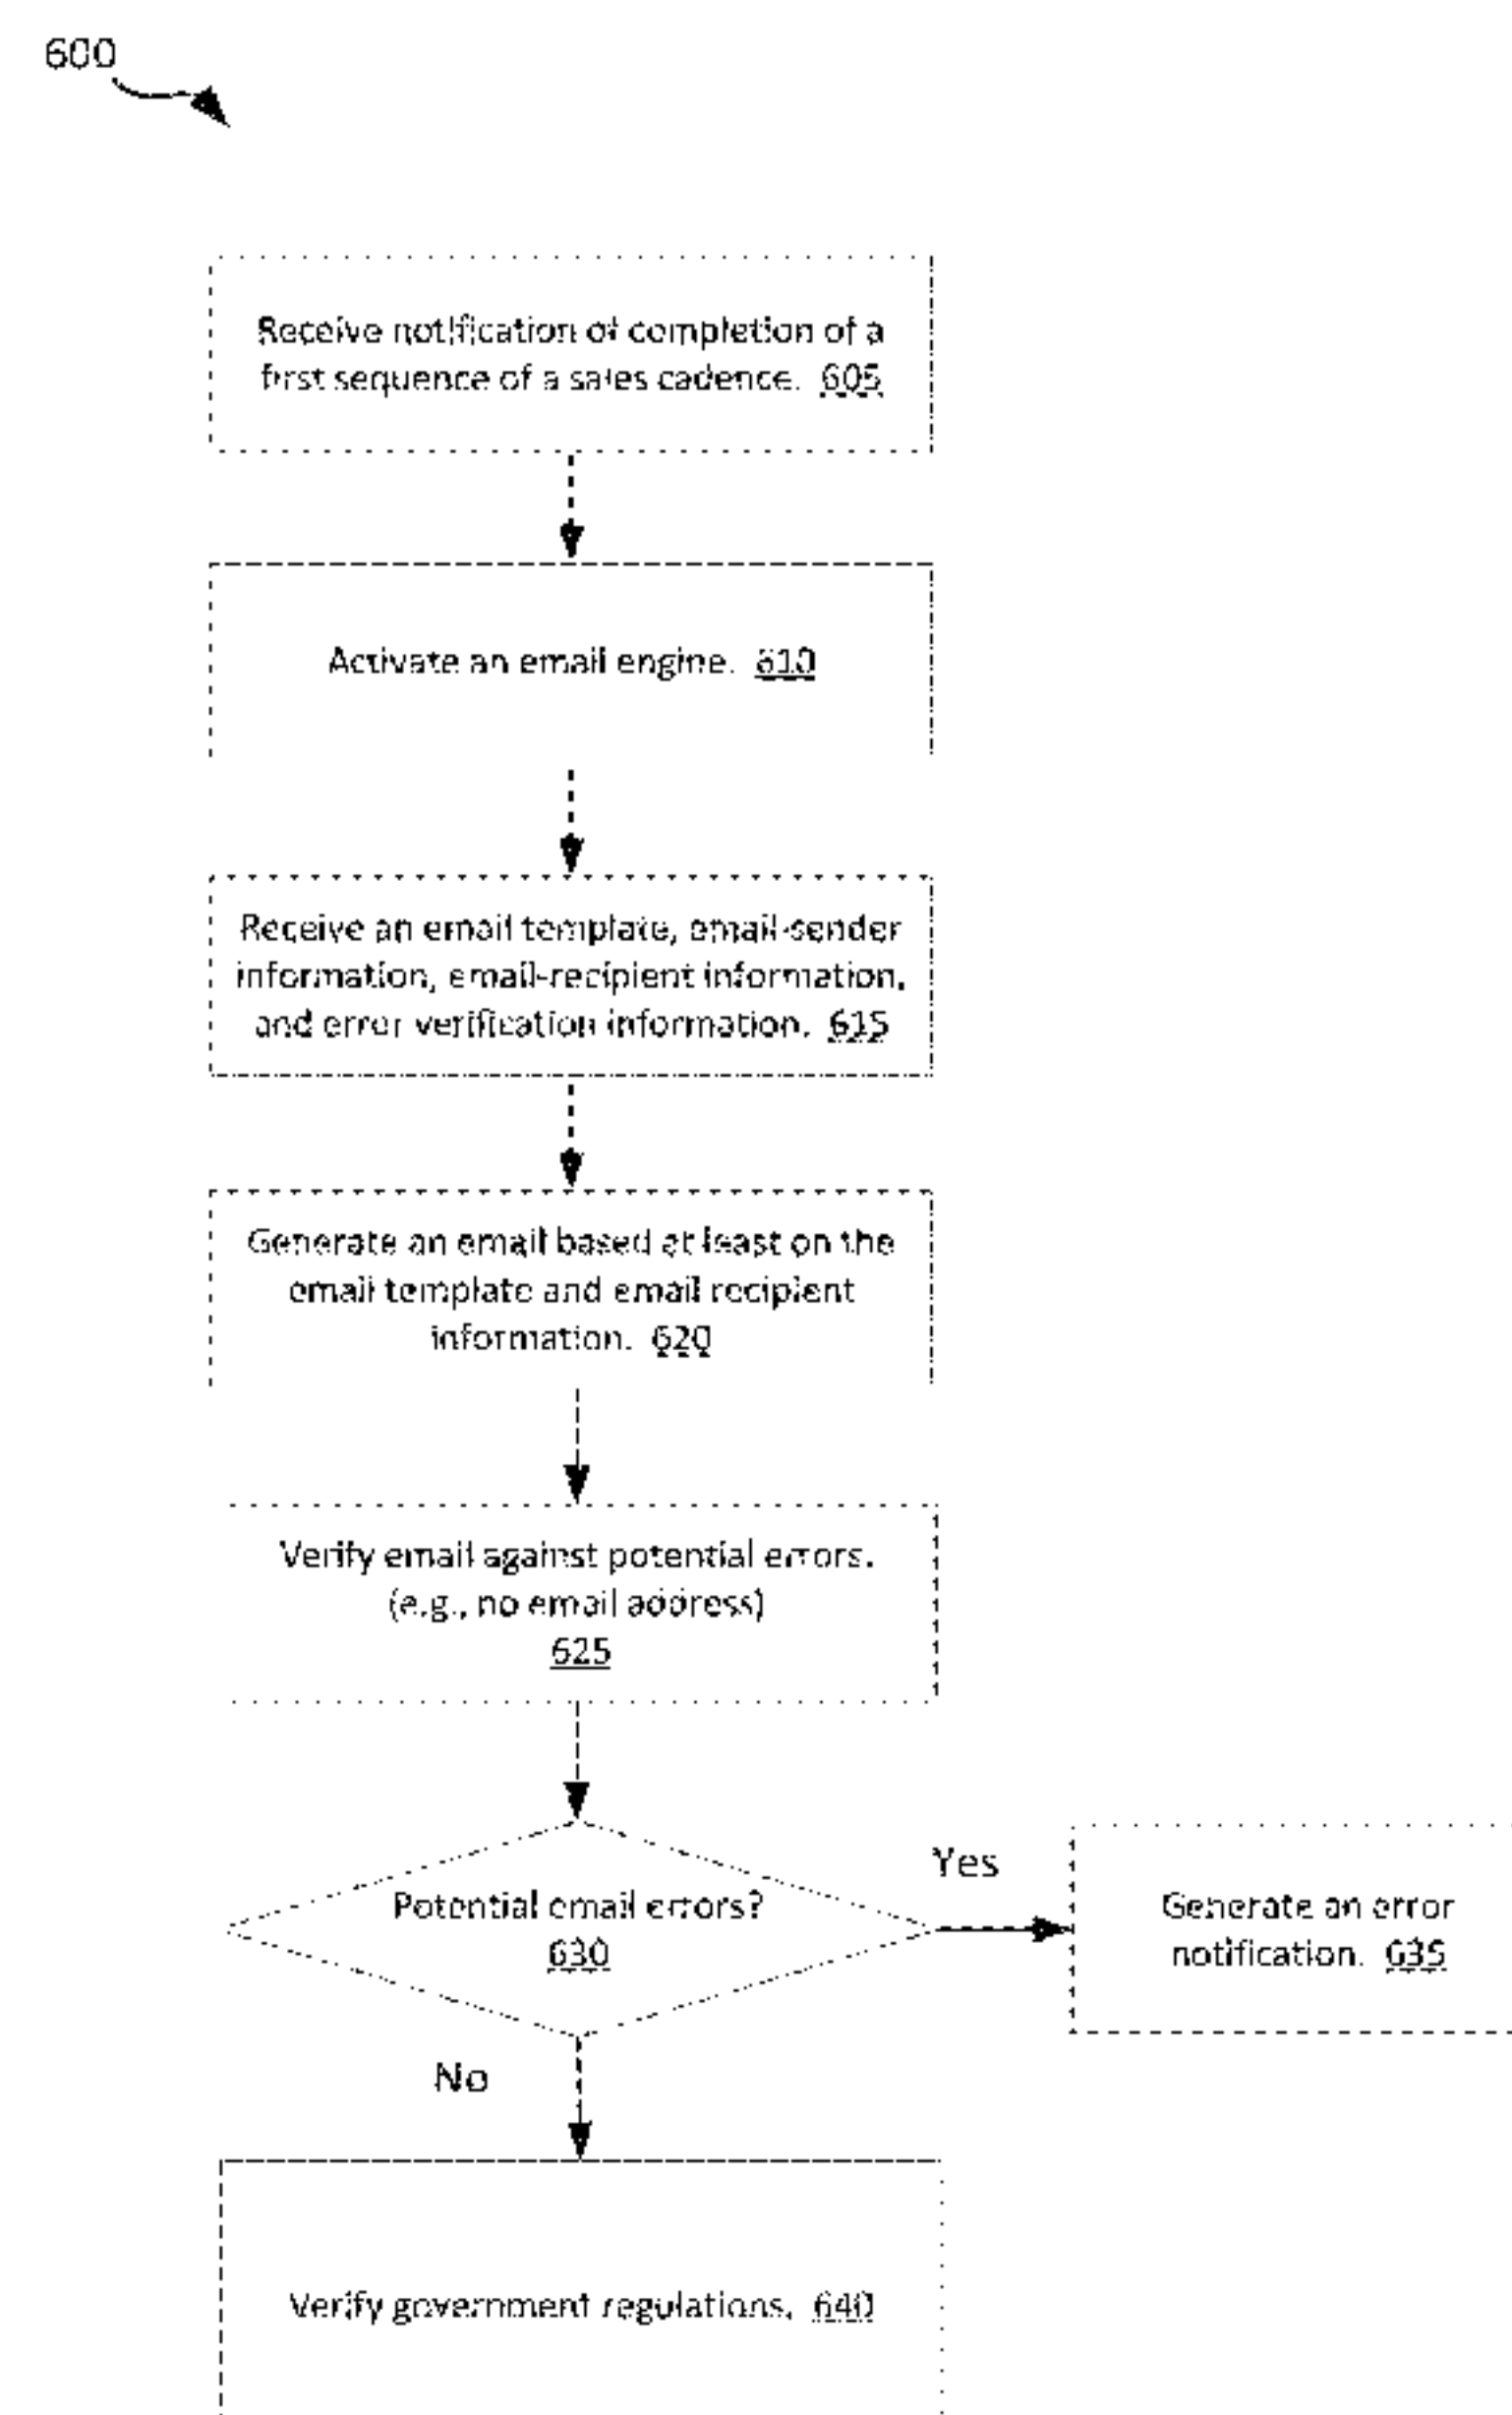 600
Receive notification of completion of a
first sequence of a sales cadence. 605
Activate an email engine. 610
Receive an email template, email-sender
information, email-recipient information,
and error verification information. 615
Generate an email based at least on the
email template and email recipient
information. 620
Verify email against potential errors.
(e.g., no email address)
625
Potential email errors?
630
Yes
Generate an error
notification. 635
No
Verify government regulations. 640